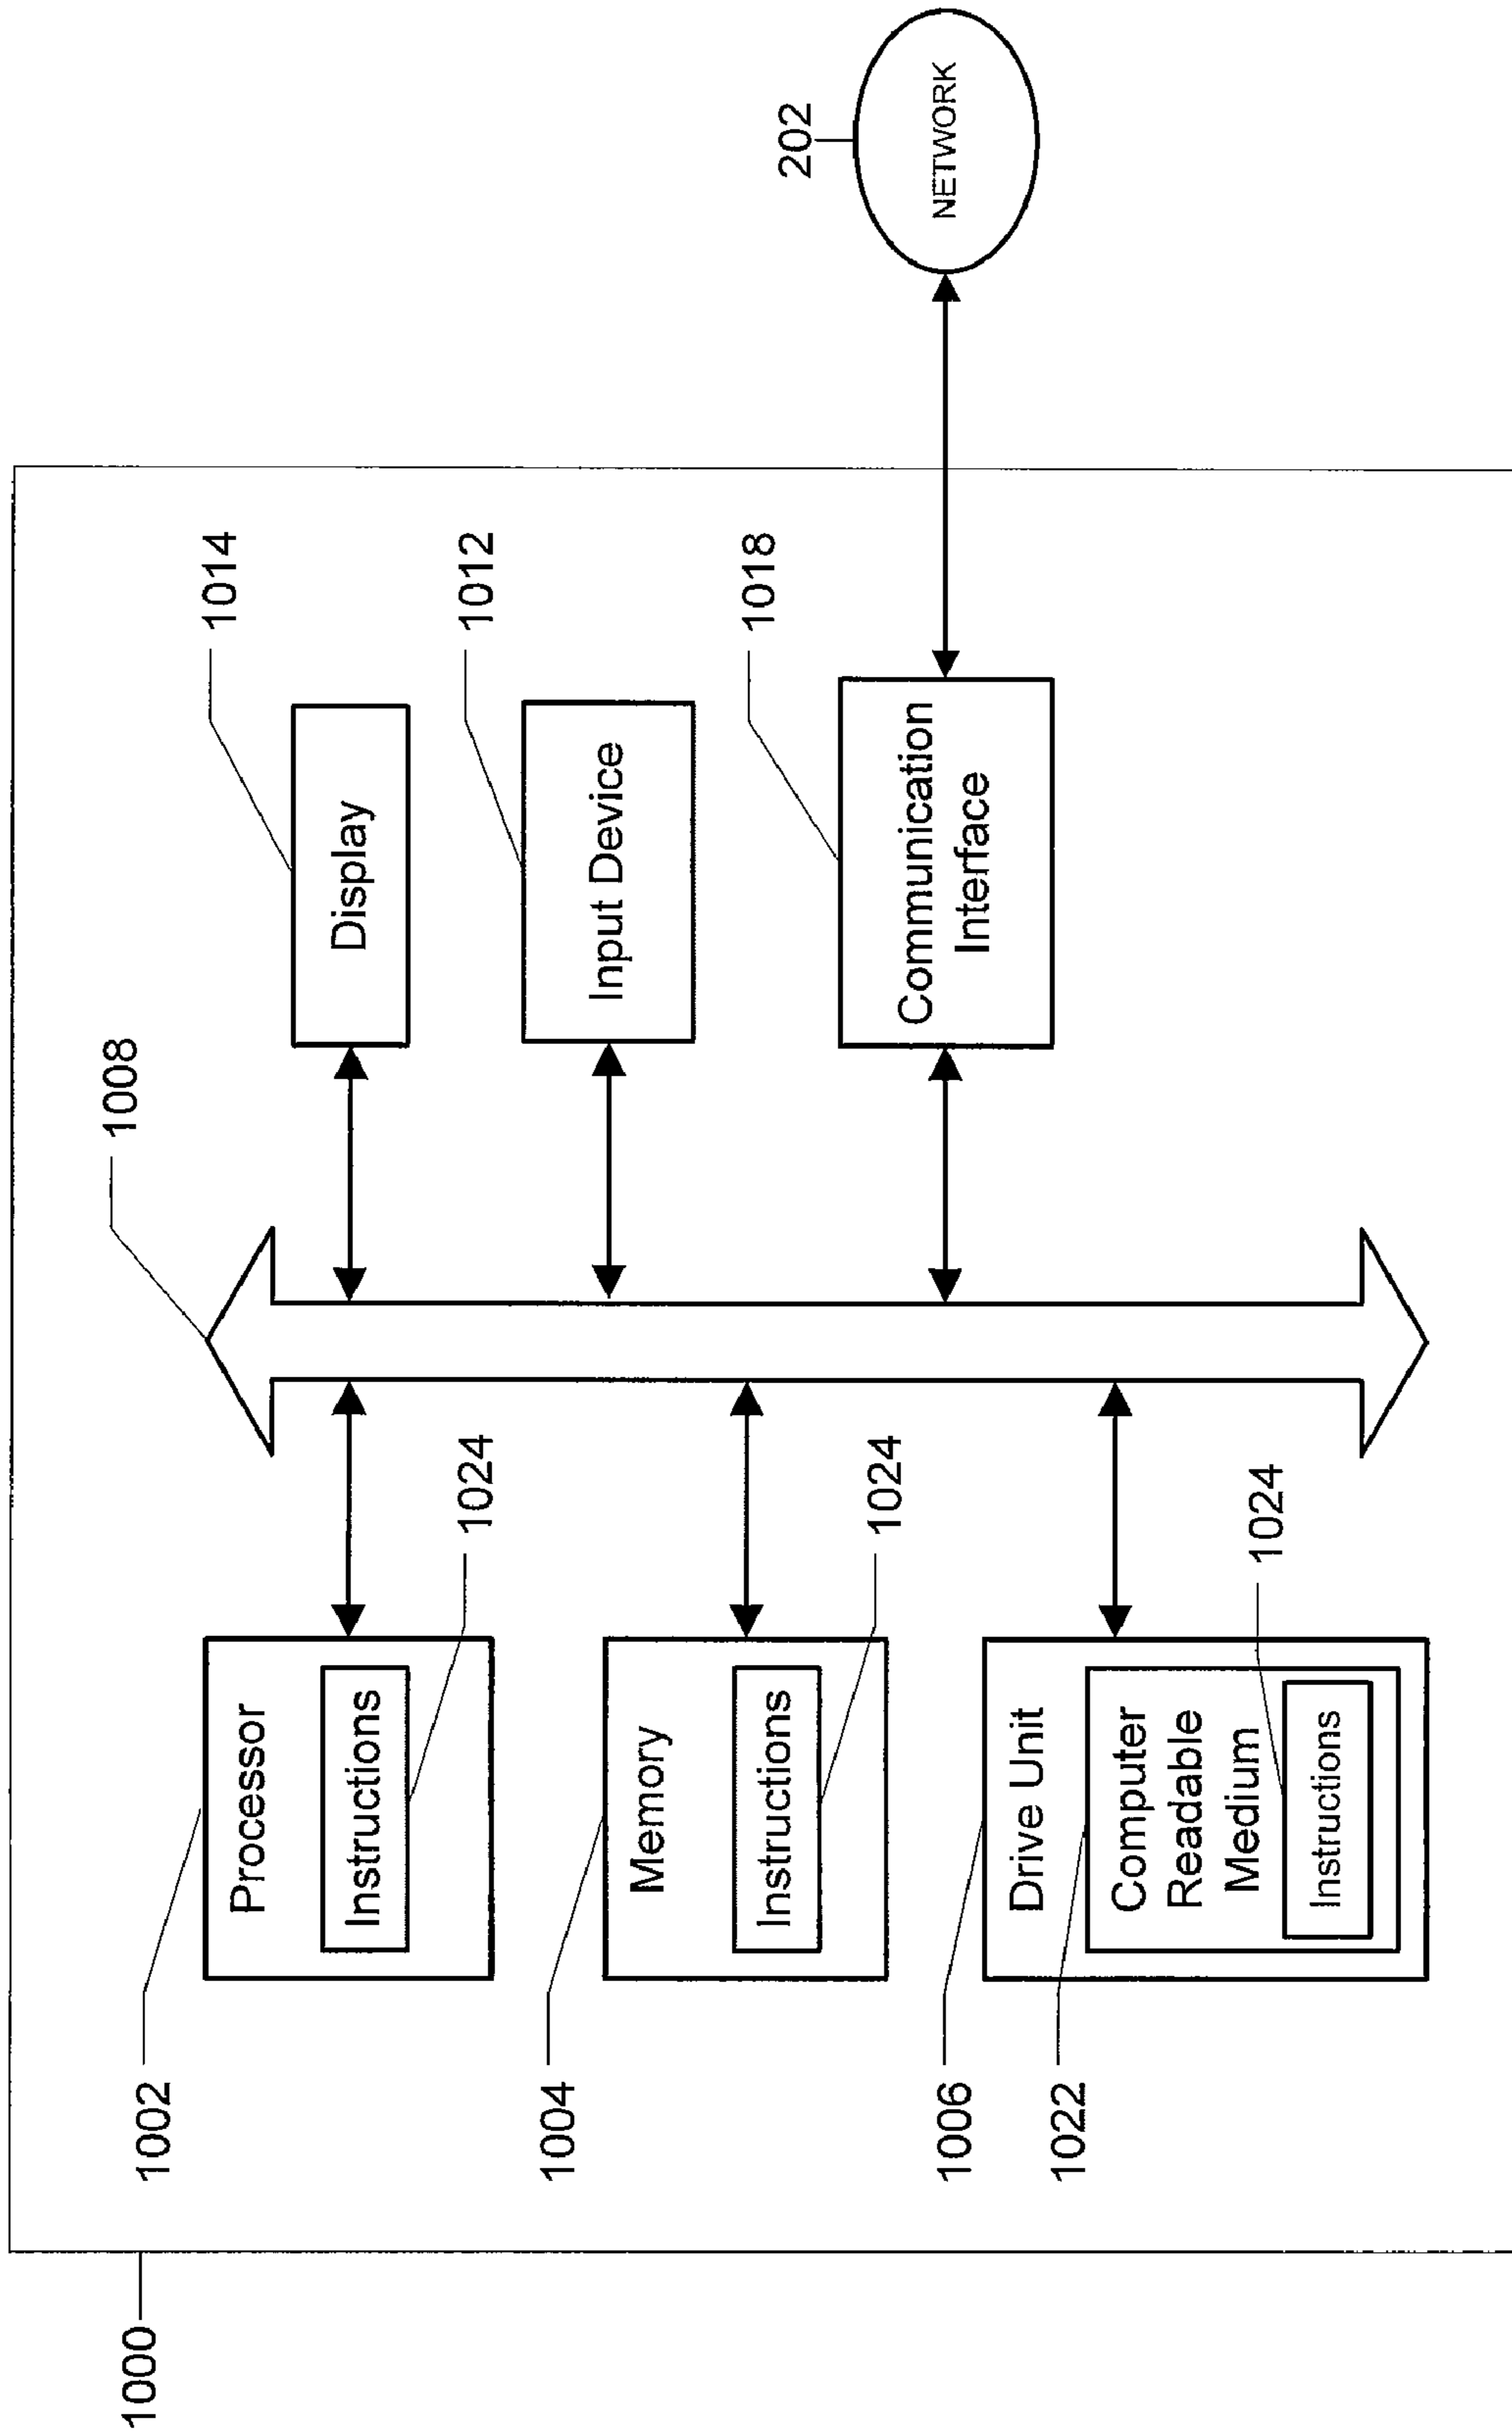 1000
1002
Processor
Instructions
1024
1004
Memory
Instructions
1024
1006
Drive Unit
1022
Computer
Readable
Medium
Instructions
1024
1008
1014
Display
1012
Input Device
1018
Communication
Interface
202
NETWORK